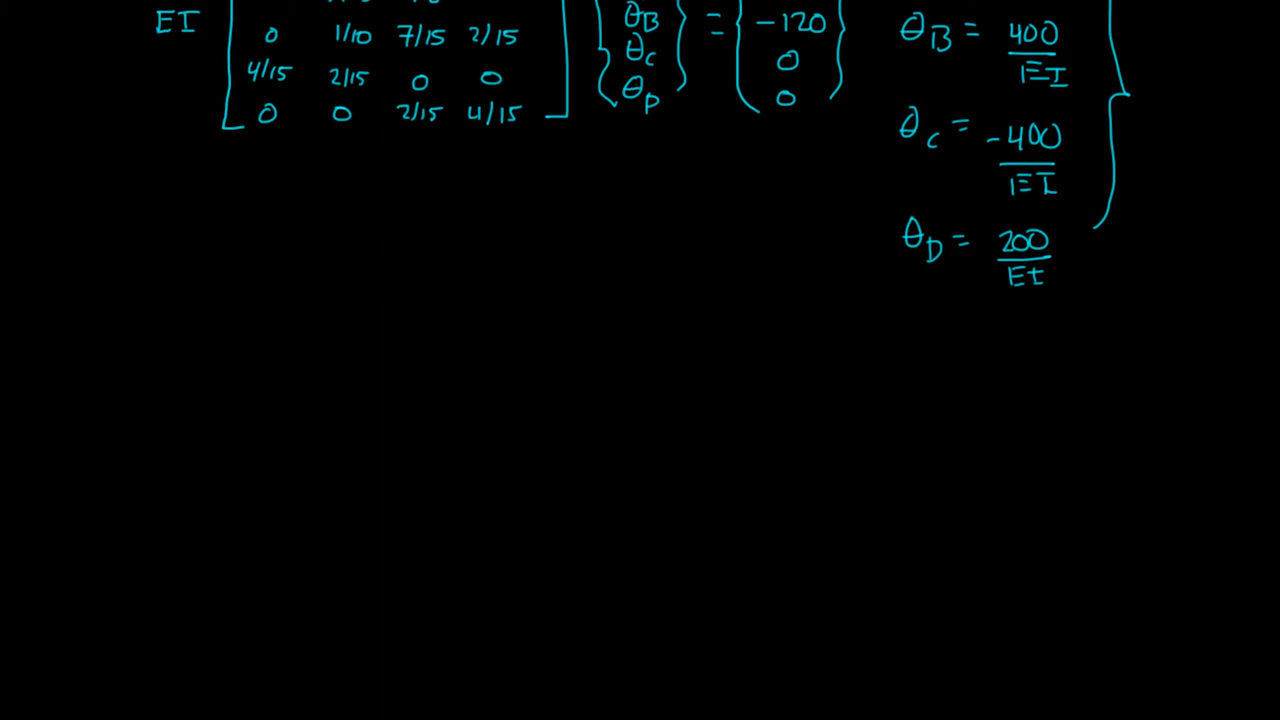 EI [ 0 1/10 7/15 2/15
4/15 2/15 0 0
0 0 2/15 4/15 ]
{ θB
θc
θD } = { -120
0
0 }
θB = 400/EI
θc = -400/EI
θD = 200/EI }